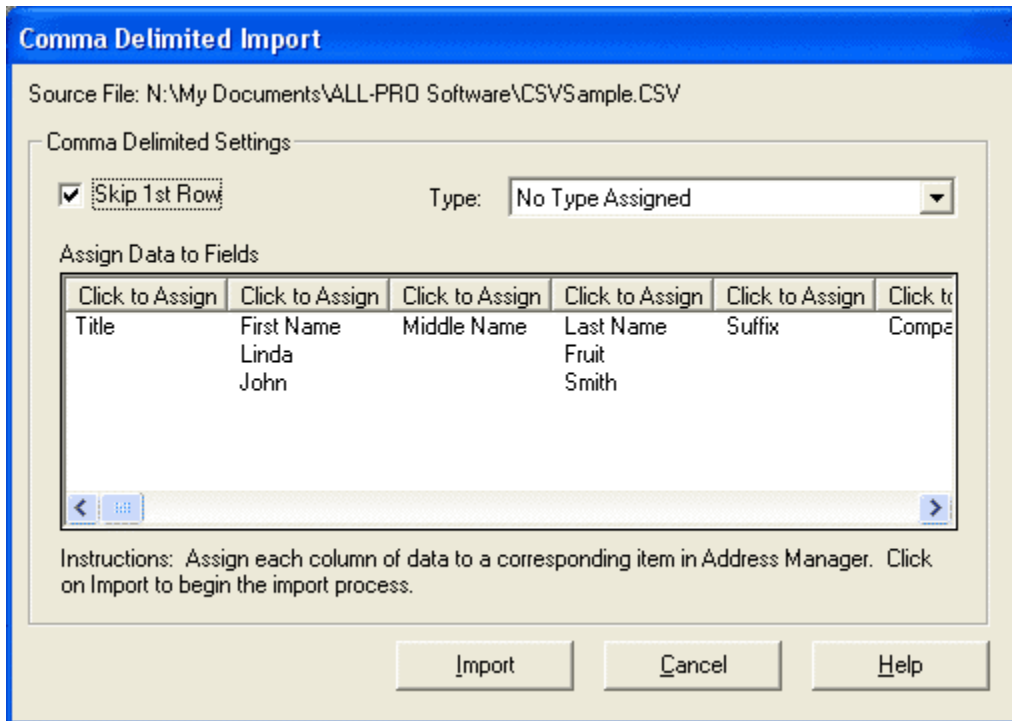 Comma Delimited Import
Source File: N:\My Documents\ALL-PRO Software\CSVSample.CSV
Comma Delimited Settings
Skip 1st Row Type: No Type Assigned
Assign Data to Fields
Click to Assign Click to Assign Click to Assign Click to Assign Click to Assign Click to
Title First Name Middle Name Last Name Suffix Compa
Linda Fruit
John Smith
Instructions: Assign each column of data to a corresponding item in Address Manager. Click
on Import to begin the import process.
Import Cancel Help